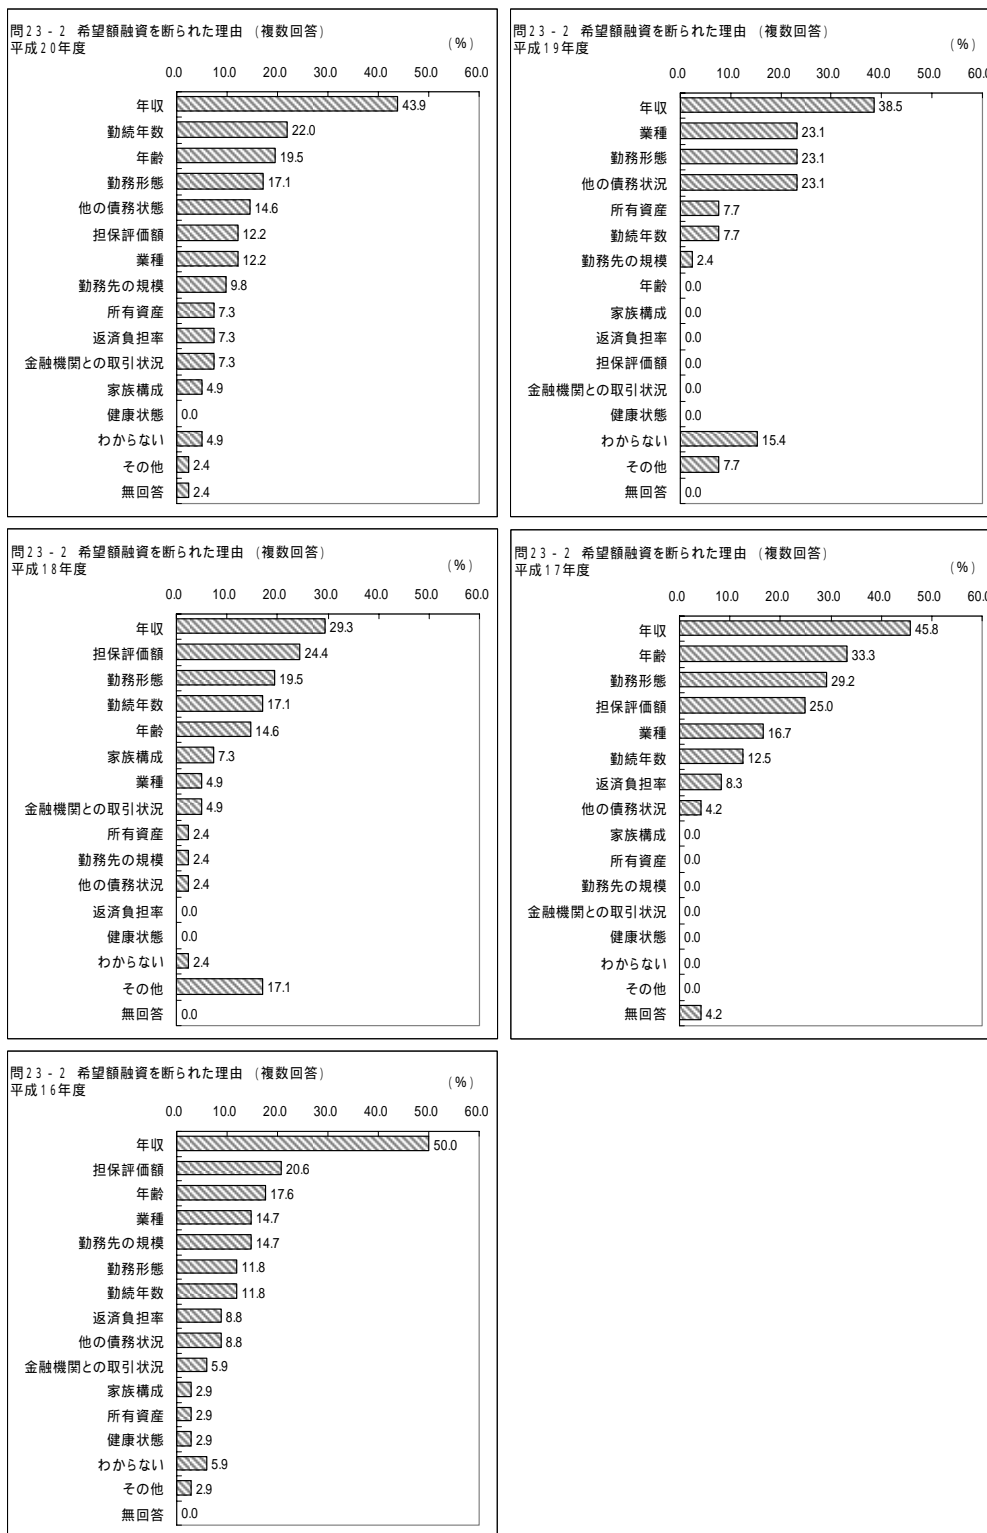 問23-2 希望額融資を断られた理由 (複数回答)
平成20年度
(%)
0.0 10.0 20.0 30.0 40.0 50.0 60.0
年収 43.9
勤続年数 22.0
年齢 19.5
勤務形態 17.1
他の債務状態 14.6
担保評価額 12.2
業種 12.2
勤務先の規模 9.8
所有資産 7.3
返済負担率 7.3
金融機関との取引状況 7.3
家族構成 4.9
健康状態 0.0
わからない 4.9
その他 2.4
無回答 2.4
問23-2 希望額融資を断られた理由 (複数回答)
平成19年度
(%)
0.0 10.0 20.0 30.0 40.0 50.0 60.0
年収 38.5
業種 23.1
勤務形態 23.1
他の債務状況 23.1
所有資産 7.7
勤続年数 7.7
勤務先の規模 2.4
年齢 0.0
家族構成 0.0
返済負担率 0.0
担保評価額 0.0
金融機関との取引状況 0.0
健康状態 0.0
わからない 15.4
その他 7.7
無回答 0.0
問23-2 希望額融資を断られた理由 (複数回答)
平成18年度
(%)
0.0 10.0 20.0 30.0 40.0 50.0 60.0
年収 29.3
担保評価額 24.4
勤務形態 19.5
勤続年数 17.1
年齢 14.6
家族構成 7.3
業種 4.9
金融機関との取引状況 4.9
所有資産 2.4
勤務先の規模 2.4
他の債務状況 2.4
返済負担率 0.0
健康状態 0.0
わからない 2.4
その他 17.1
無回答 0.0
問23-2 希望額融資を断られた理由 (複数回答)
平成17年度
(%)
0.0 10.0 20.0 30.0 40.0 50.0 60.0
年収 45.8
年齢 33.3
勤務形態 29.2
担保評価額 25.0
業種 16.7
勤続年数 12.5
返済負担率 8.3
他の債務状況 4.2
家族構成 0.0
所有資産 0.0
勤務先の規模 0.0
金融機関との取引状況 0.0
健康状態 0.0
わからない 0.0
その他 0.0
無回答 4.2
問23-2 希望額融資を断られた理由 (複数回答)
平成16年度
(%)
0.0 10.0 20.0 30.0 40.0 50.0 60.0
年収 50.0
担保評価額 20.6
年齢 17.6
業種 14.7
勤務先の規模 14.7
勤務形態 11.8
勤続年数 11.8
返済負担率 8.8
他の債務状況 8.8
金融機関との取引状況 5.9
家族構成 2.9
所有資産 2.9
健康状態 2.9
わからない 5.9
その他 2.9
無回答 0.0